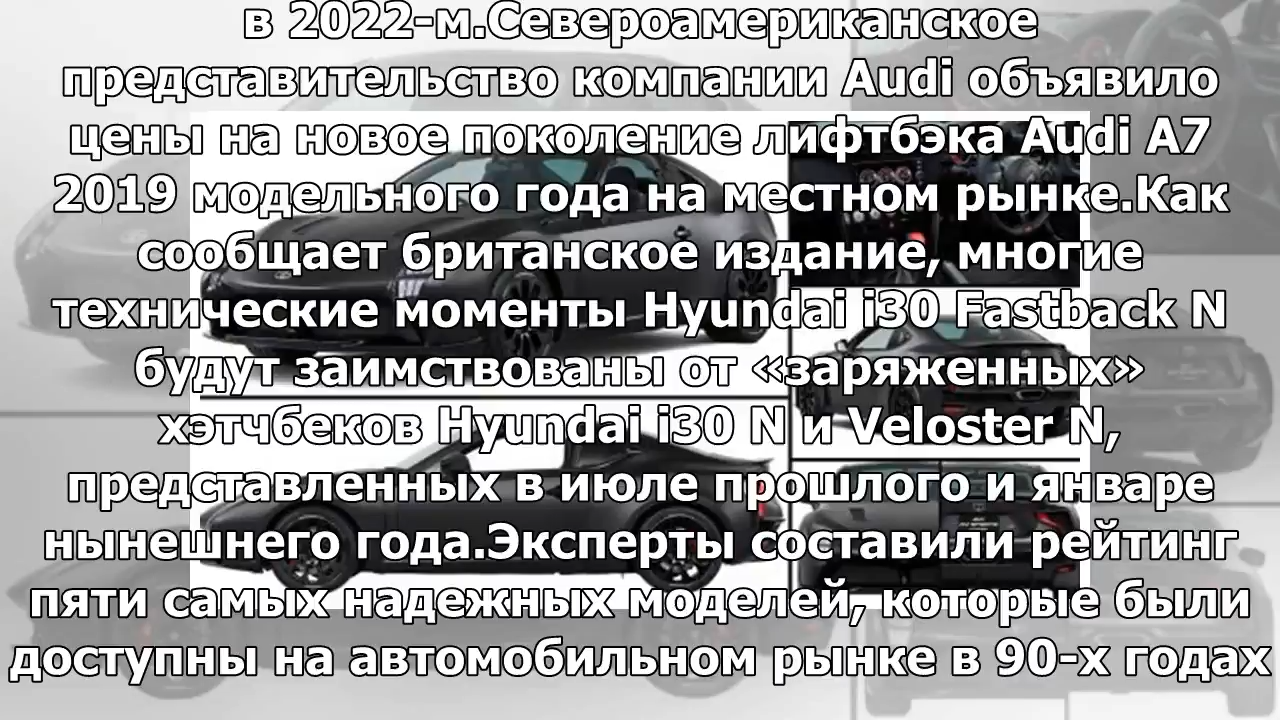 в 2022-м.Североамериканское
представительство компании Audi объявило
цены на новое поколение лифтбэка Audi A7
2019 модельного года на местном рынке.Как
сообщает британское издание, многие
технические моменты Hyundai i30 Fastback N
будут заимствованы от «заряженных»
хэтчбеков Hyundai i30 N и Veloster N,
представленных в июле прошлого и январе
нынешнего года.Эксперты составили рейтинг
пяти самых надежных моделей, которые были
доступны на автомобильном рынке в 90-х годах